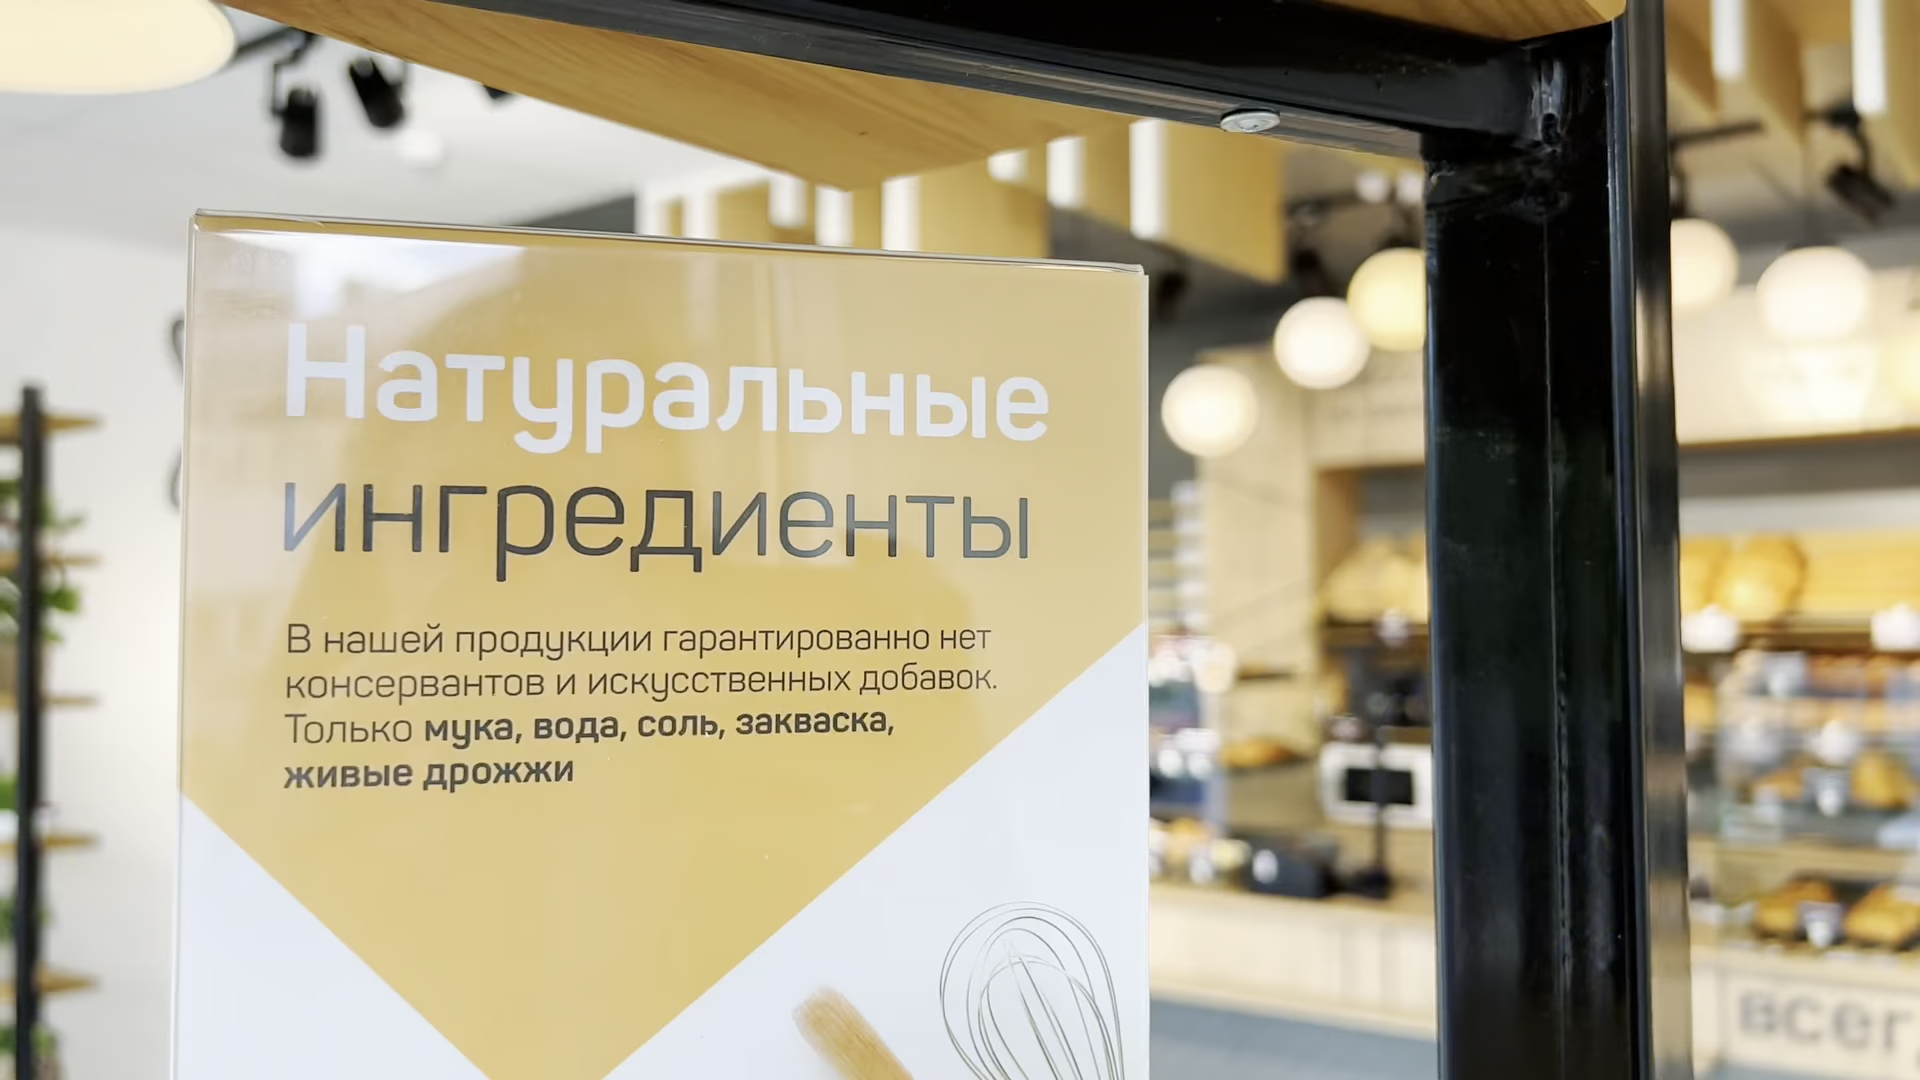 Натуральные
ингредиенты
В нашей продукции гарантированно нет
консервантов и искусственных добавок.
Только мука, вода, соль, закваска,
живые дрожжи